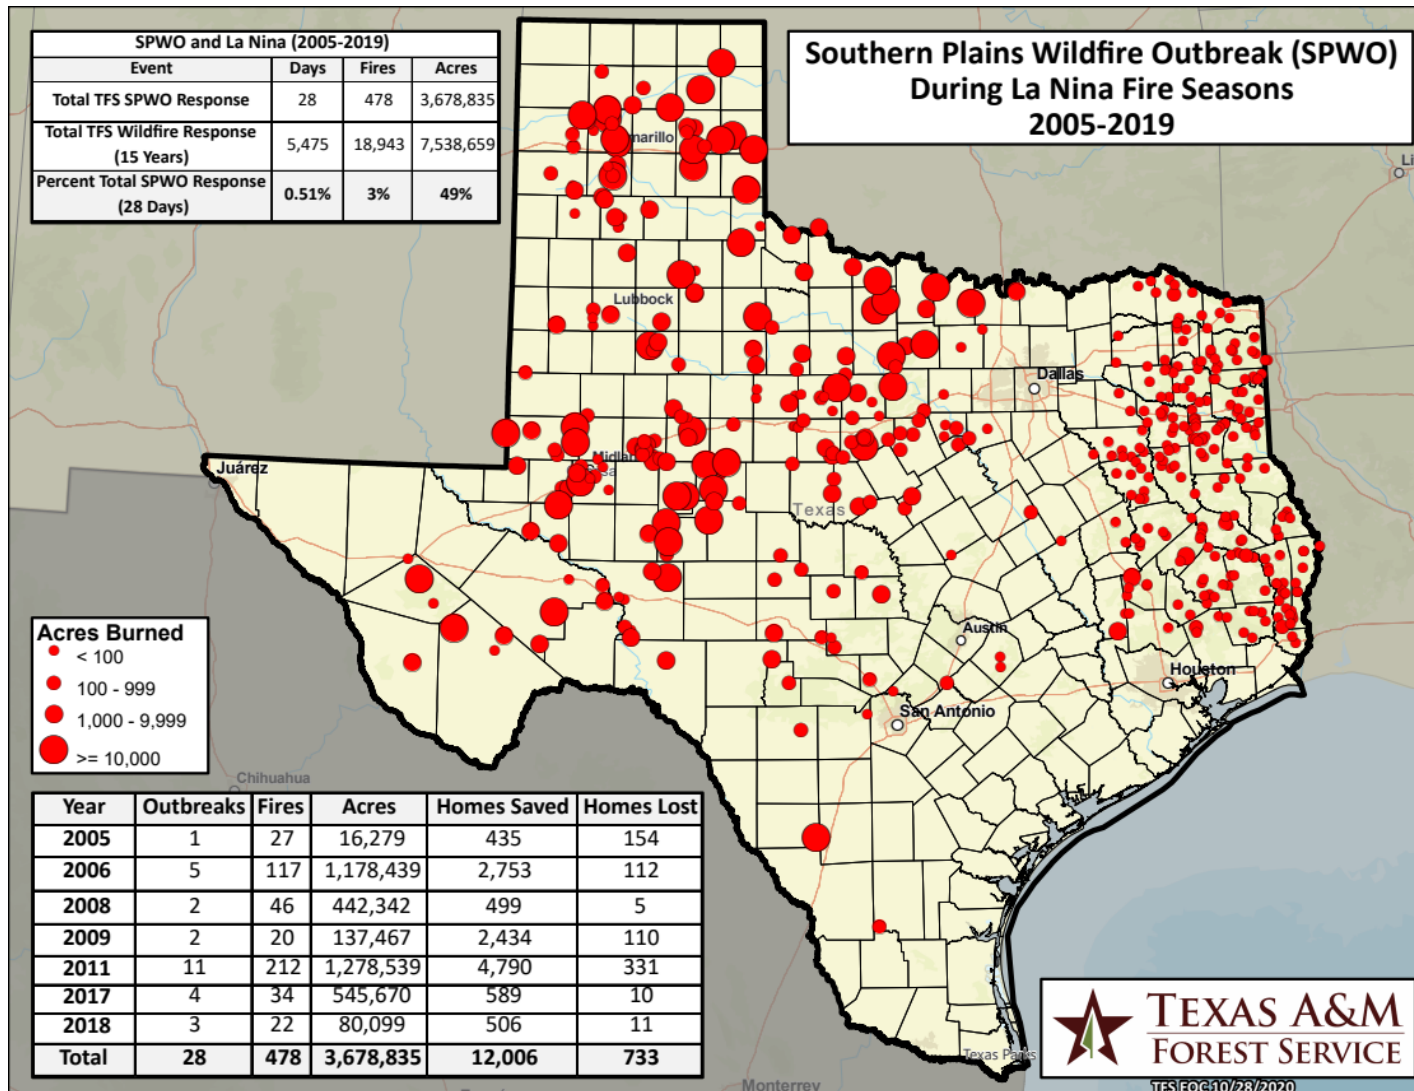 SPWO and La Nina (2005-2019)
Event Days Fires Acres
Total TFS SPWO Response 28 478 3,678,835
Total TFS Wildfire Response
(15 Years) 5,475 18,943 7,538,659
Percent Total SPWO Response
(28 Days) 0.51% 3% 49%
Southern Plains Wildfire Outbreak (SPWO)
During La Nina Fire Seasons
2005-2019
marillo
Li
Lubbock
Dallas
Juárez
Midlan
Texas
Austin
Houston
San Antonio
Acres Burned
< 100
100 - 999
1,000 - 9,999
>= 10,000
Chihuahua
Year Outbreaks Fires Acres Homes Saved Homes Lost
2005 1 27 16,279 435 154
2006 5 117 1,178,439 2,753 112
2008 2 46 442,342 499 5
2009 2 20 137,467 2,434 110
2011 11 212 1,278,539 4,790 331
2017 4 34 545,670 589 10
2018 3 22 80,099 506 11
Total 28 478 3,678,835 12,006 733
TEXAS A&M
FOREST SERVICE
Texas Parks
Monterrey
TFS EOC 10/28/2020